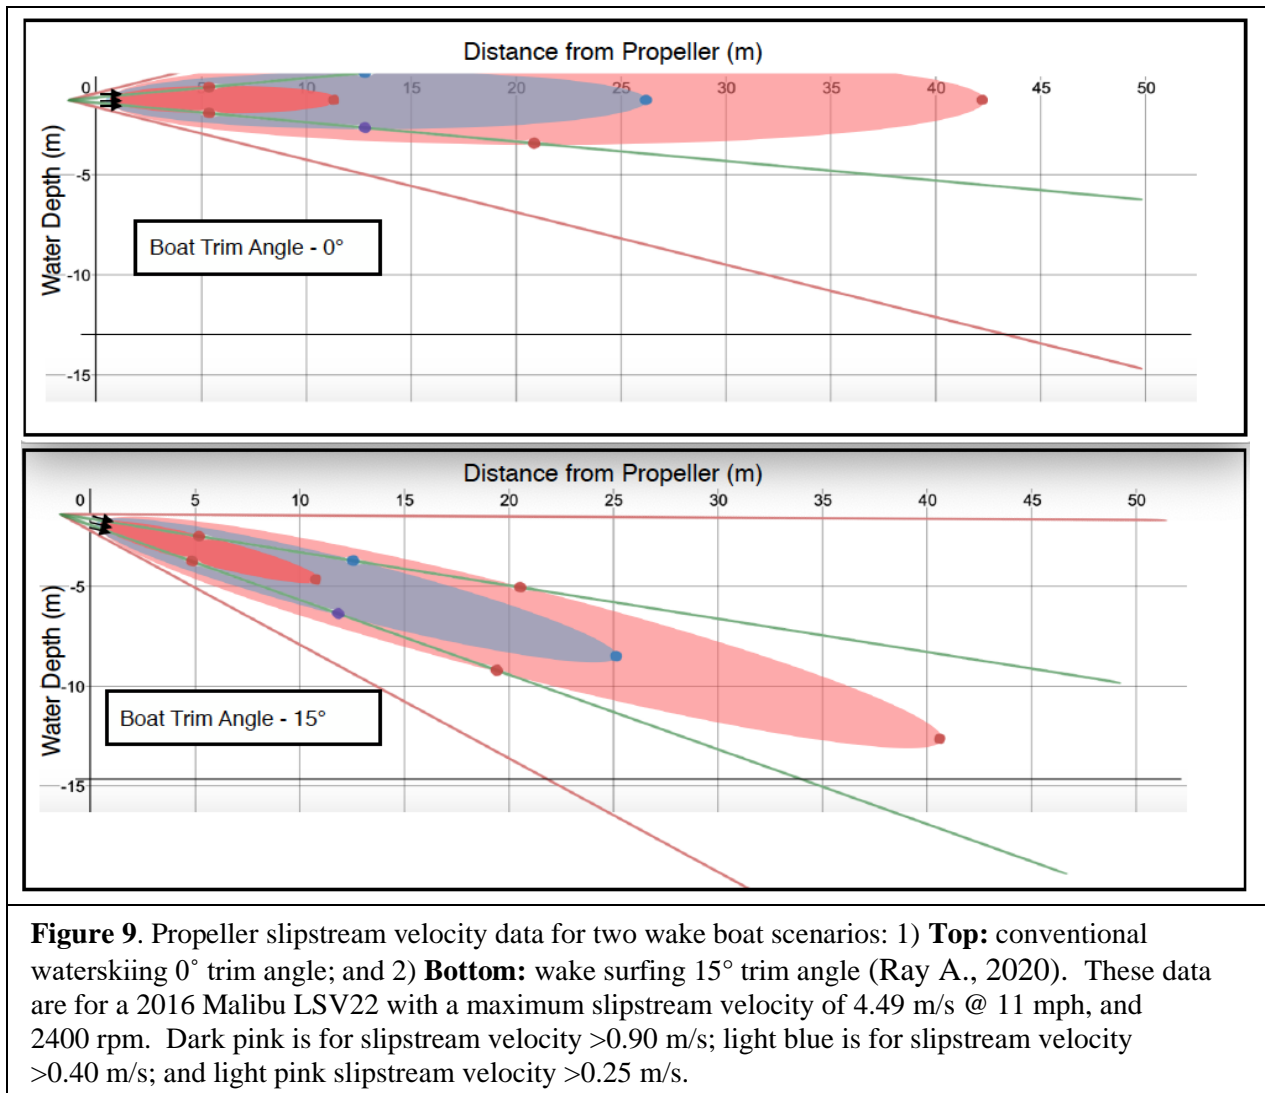 Distance from Propeller (m)
0 5 10 15 20 25 30 35 40 45 50
Water Depth (m)
-5
Boat Trim Angle - 0°
-10
-15
Distance from Propeller (m)
0 5 10 15 20 25 30 35 40 45 50
Water Depth (m)
-5
-10
Boat Trim Angle - 15°
-15
Figure 9. Propeller slipstream velocity data for two wake boat scenarios: 1) Top: conventional
waterskiing 0˚ trim angle; and 2) Bottom: wake surfing 15° trim angle (Ray A., 2020). These data
are for a 2016 Malibu LSV22 with a maximum slipstream velocity of 4.49 m/s @ 11 mph, and
2400 rpm. Dark pink is for slipstream velocity >0.90 m/s; light blue is for slipstream velocity
>0.40 m/s; and light pink slipstream velocity >0.25 m/s.